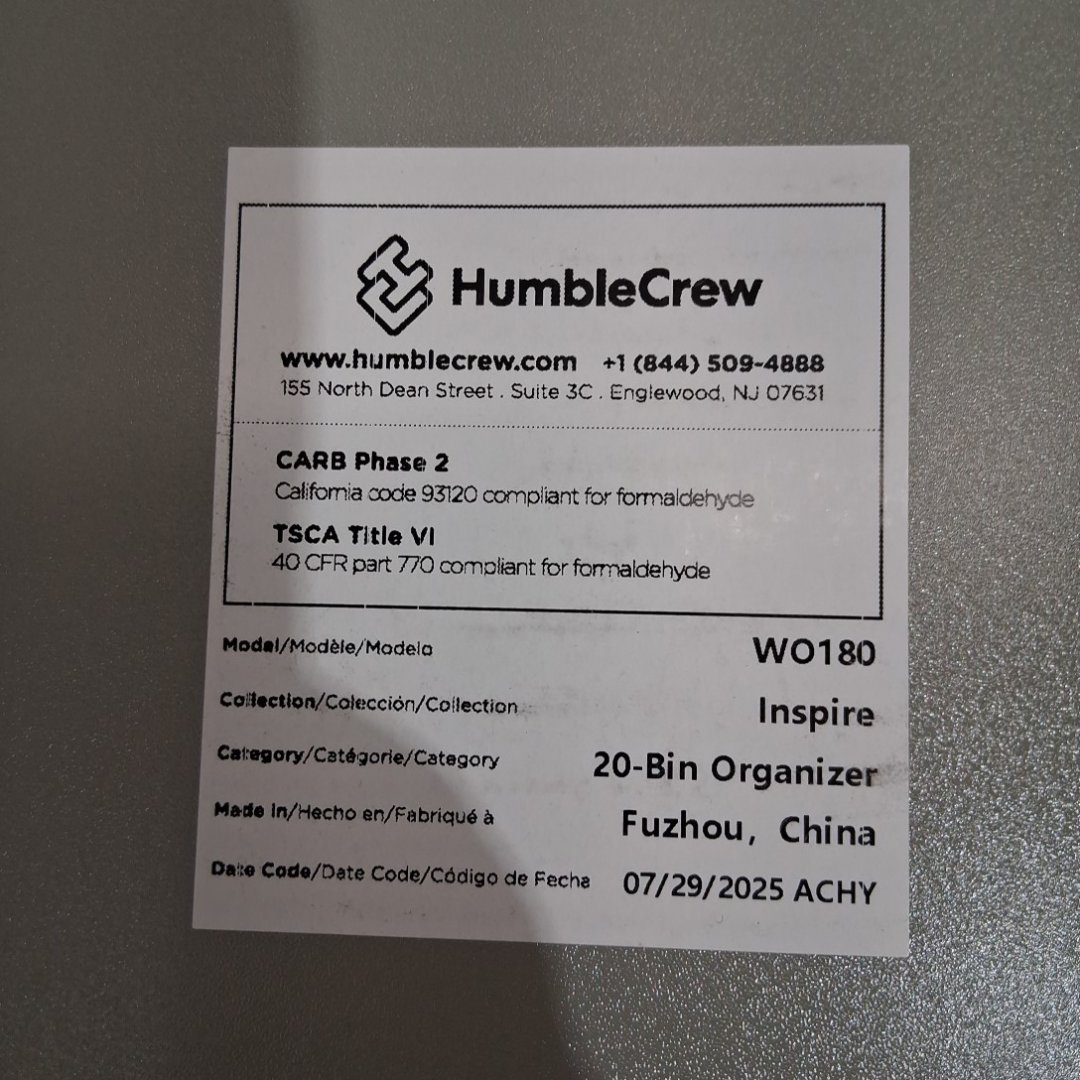 HumbleCrew
www.humblecrew.com +1 (844) 509-4888
155 North Dean Street . Suite 3C . Englewood, NJ 07631
CARB Phase 2
California code 93120 compliant for formaldehyde
TSCA Title VI
40 CFR part 770 compliant for formaldehyde
Model/Modèle/Modelo WO180
Collection/Colección/Collection Inspire
Category/Catégorie/Category 20-Bin Organizer
Made in/Hecho en/Fabriqué à Fuzhou, China
Date Code/Date Code/Código de Fecha 07/29/2025 ACHY